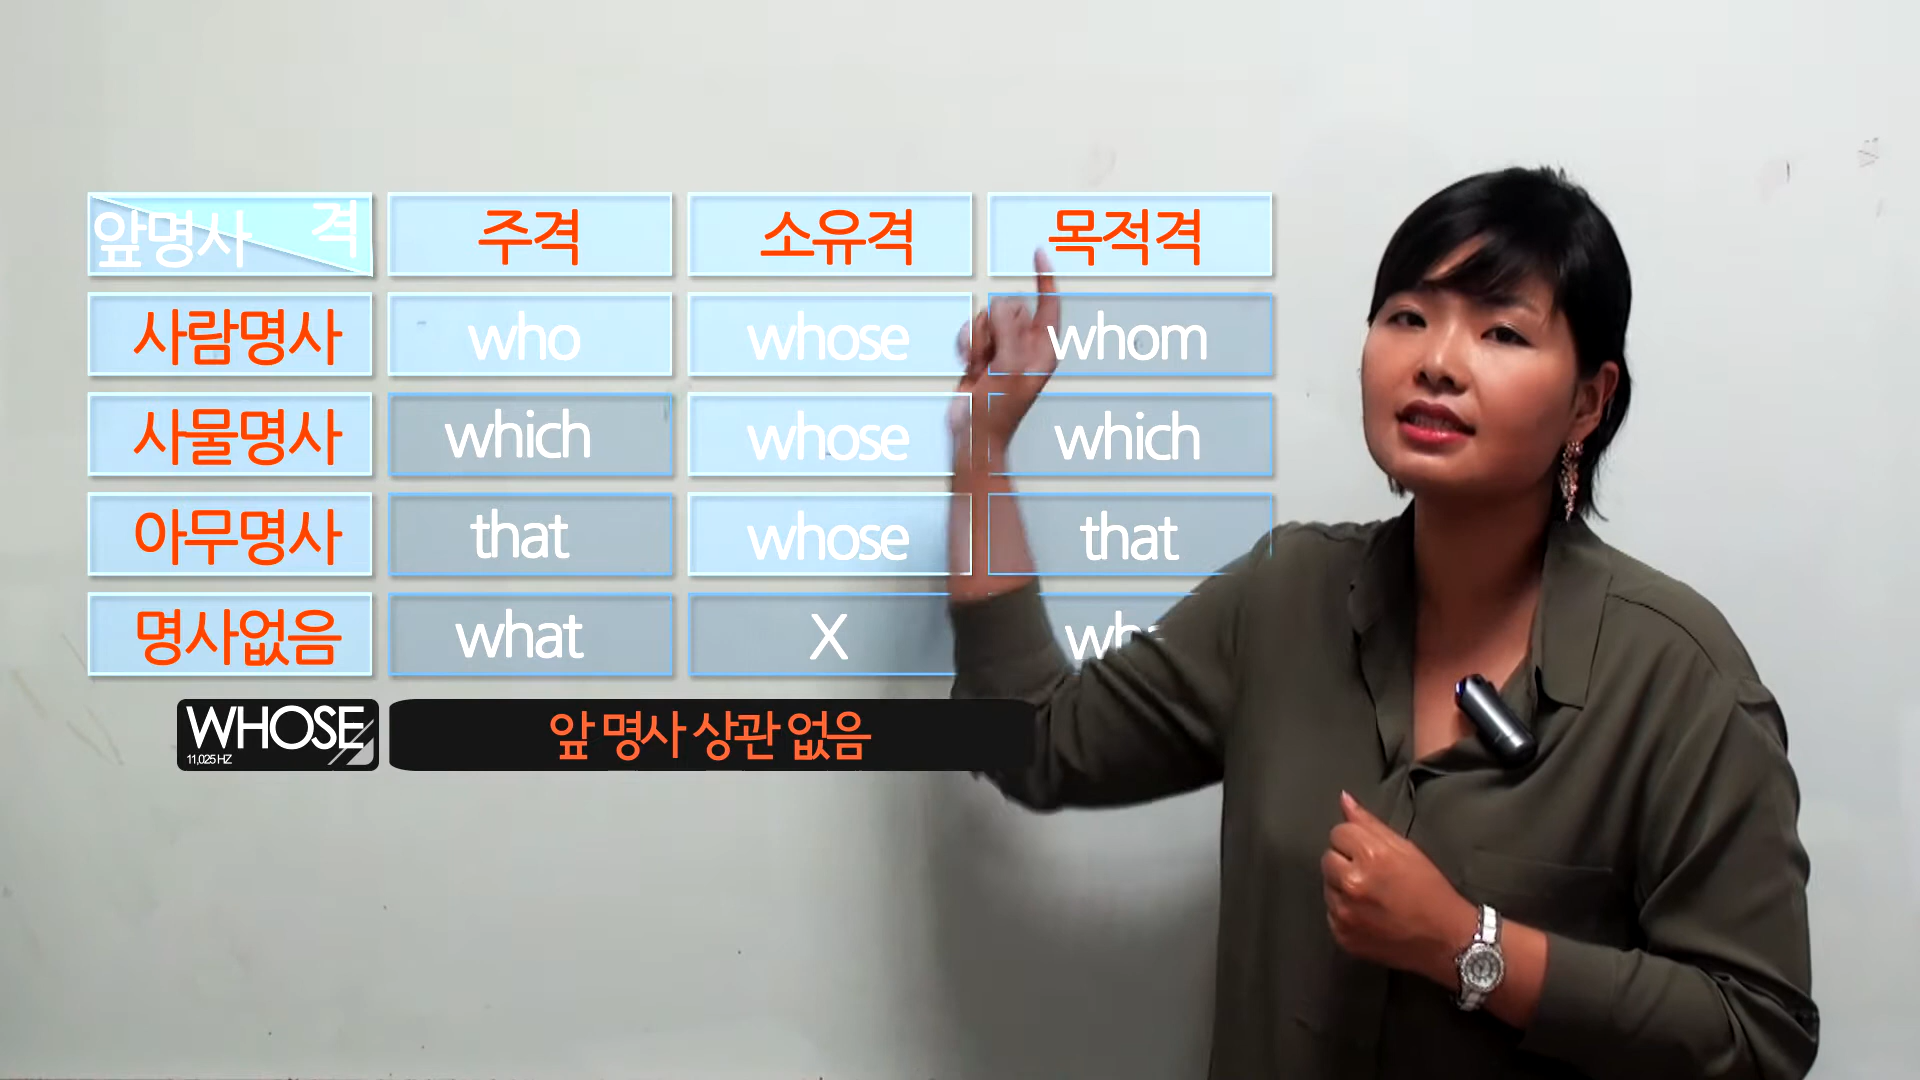 앞명사 격 주격 소유격 목적격
사람명사 who whose whom
사물명사 which whose which
아무명사 that whose that
명사없음 what X
WHOSE 앞 명사 상관 없음
11,025 HZ